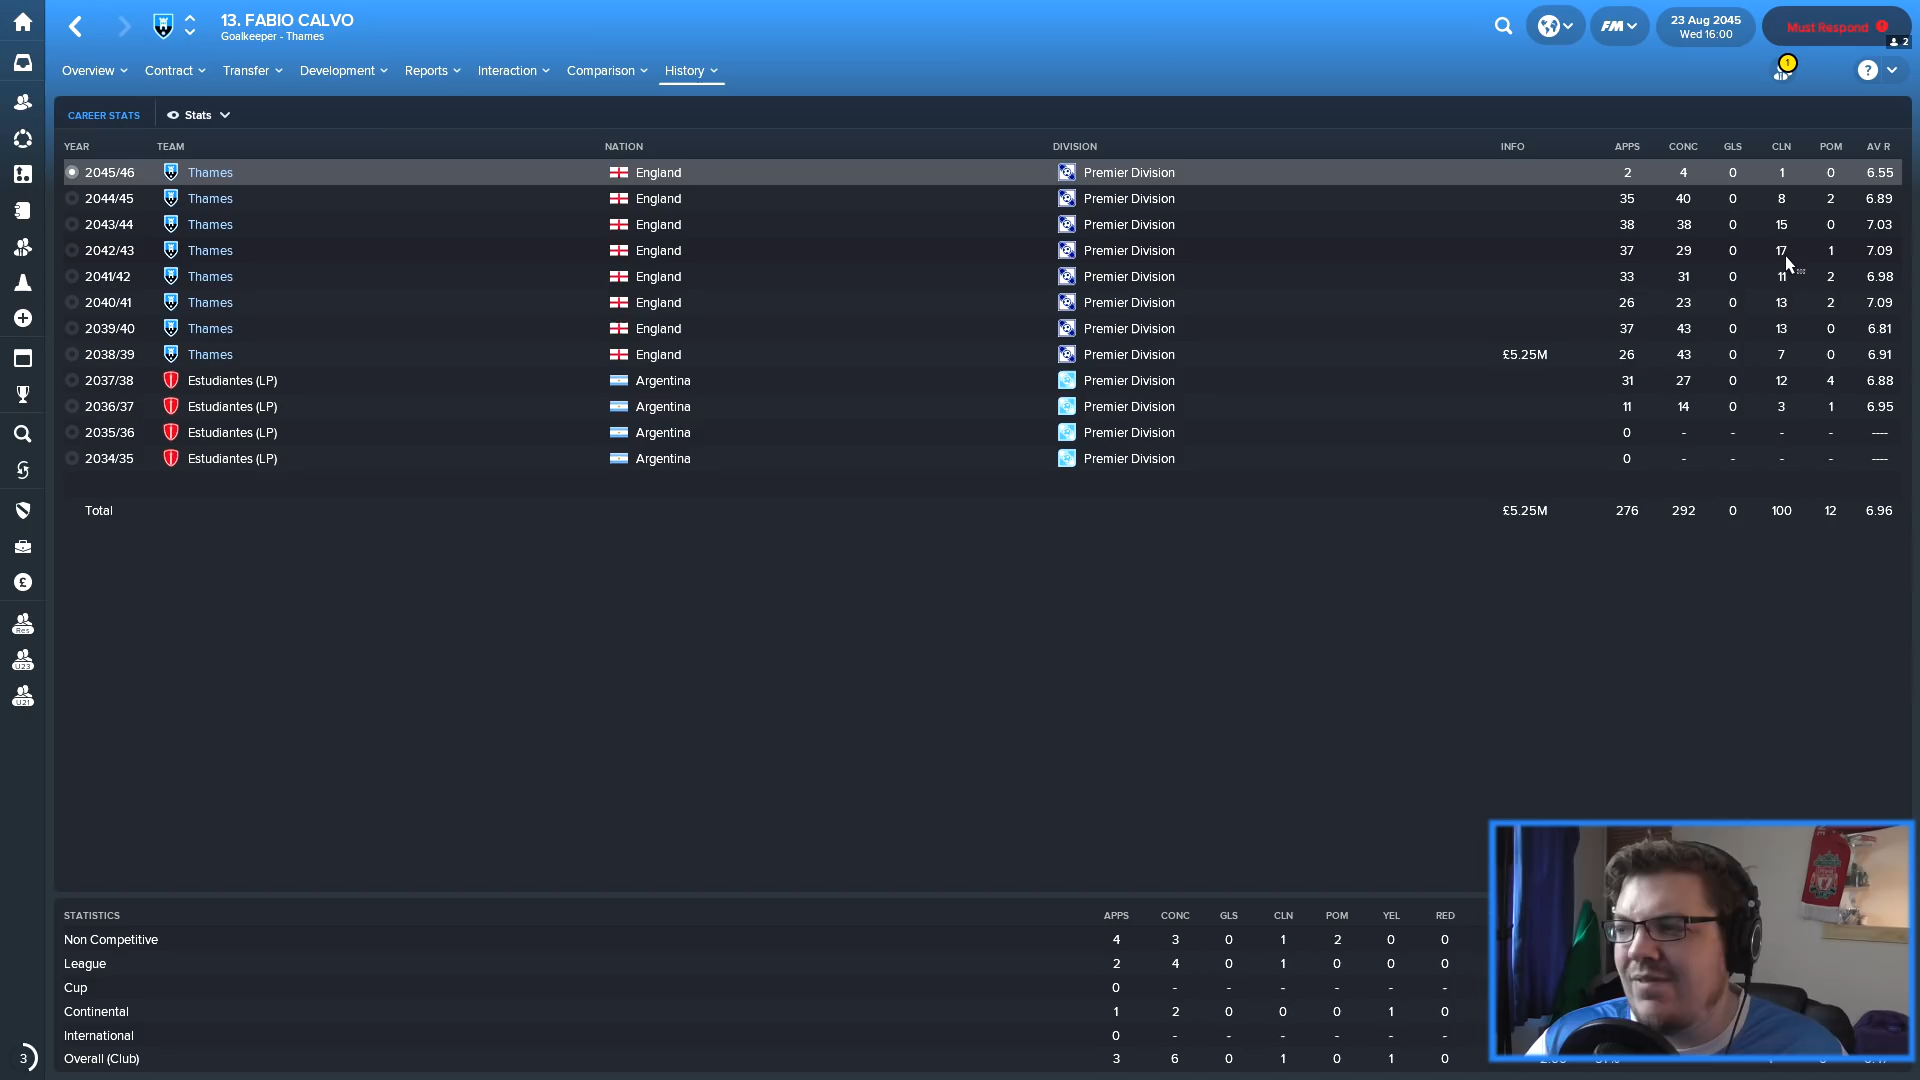 13. FABIO CALVO
Goalkeeper - Thames
23 Aug 2045
Wed 16:00
Must Respond
2
FM
Overview Contract Transfer Development Reports Interaction Comparison History
1
?
CAREER STATS Stats
YEAR TEAM NATION DIVISION INFO APPS CONC GLS CLN POM AV R
2045/46 Thames England Premier Division 2 4 0 1 0 6.55
2044/45 Thames England Premier Division 35 40 0 8 2 6.89
2043/44 Thames England Premier Division 38 38 0 15 0 7.03
2042/43 Thames England Premier Division 37 29 0 17 1 7.09
2041/42 Thames England Premier Division 33 31 0 11 2 6.98
2040/41 Thames England Premier Division 26 23 0 13 2 7.09
2039/40 Thames England Premier Division 37 43 0 13 0 6.81
2038/39 Thames England Premier Division £5.25M 26 43 0 7 0 6.91
2037/38 Estudiantes (LP) Argentina Premier Division 31 27 0 12 4 6.88
2036/37 Estudiantes (LP) Argentina Premier Division 11 14 0 3 1 6.95
2035/36 Estudiantes (LP) Argentina Premier Division 0 - - - - ----
2034/35 Estudiantes (LP) Argentina Premier Division 0 - - - - ----
Total £5.25M 276 292 0 100 12 6.96
Res
U23
U21
3
STATISTICS APPS CONC GLS CLN POM YEL RED
Non Competitive 4 3 0 1 2 0 0
League 2 4 0 1 0 0 0
Cup 0 - - - - - -
Continental 1 2 0 0 0 1 0
International 0 - - - - - -
Overall (Club) 3 6 0 1 0 1 0